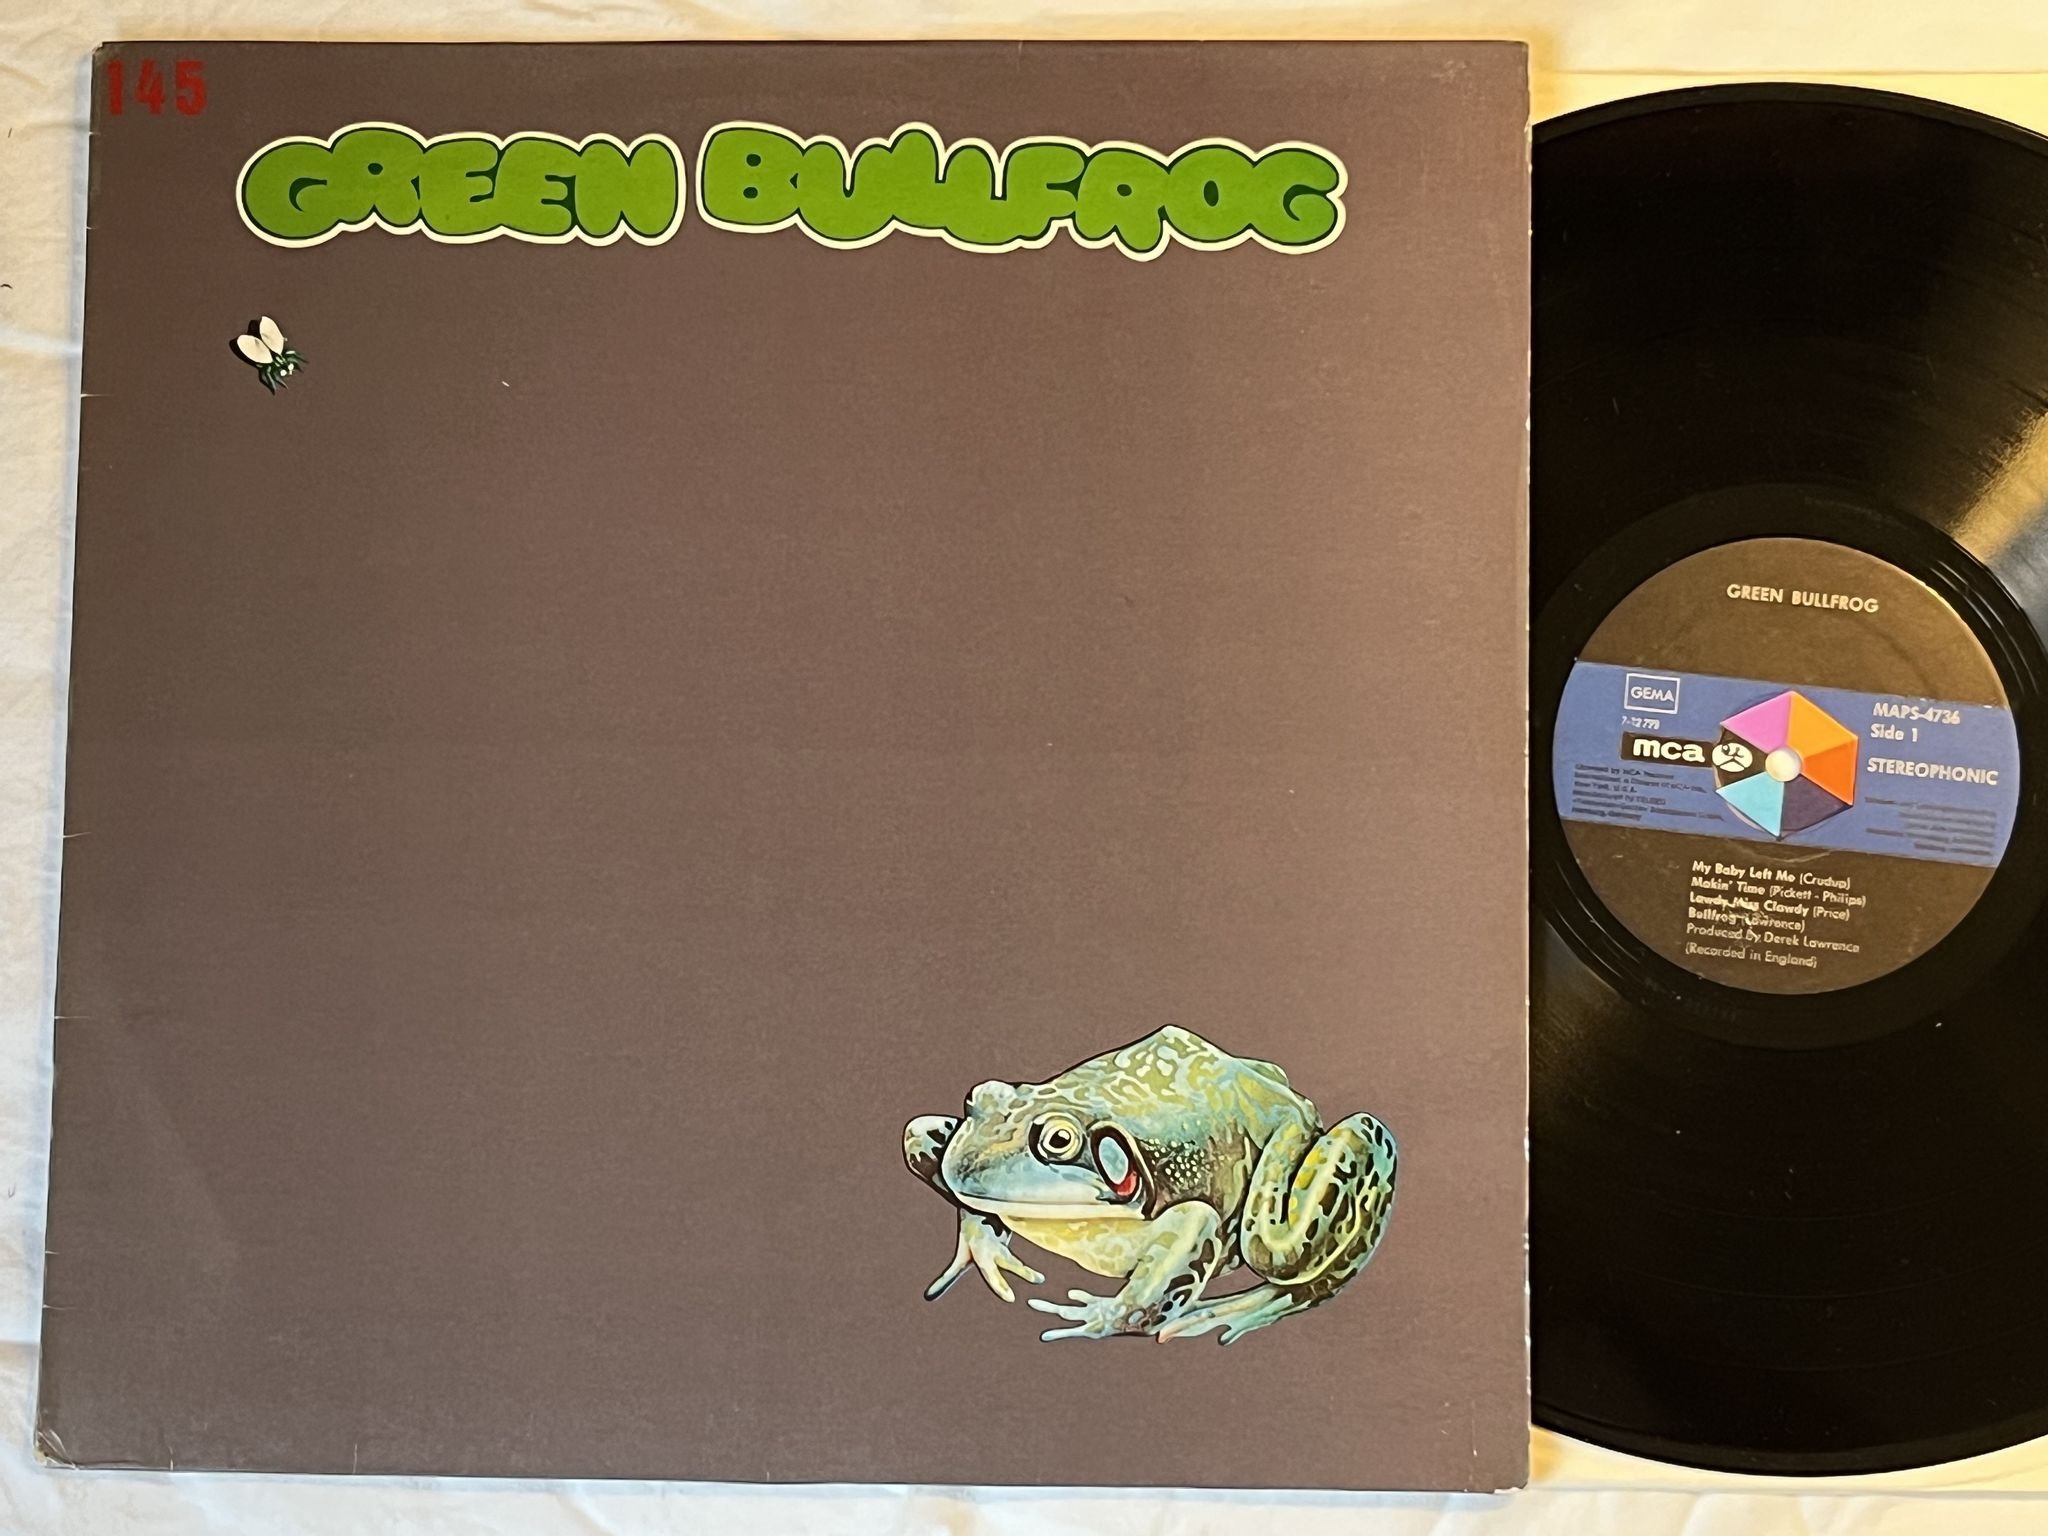 145
GREEN BULLFROG
GREEN BULLFROG
GEMA
MAPS-4736
Side 1
mca
STEREOPHONIC
My Baby Left Me (Crudup)
Makin' Time (Pickett - Philips)
Lawdy Miss Clawdy (Price)
Bullfrog (Lawrence)
Produced by Derek Lawrence
(Recorded in England)